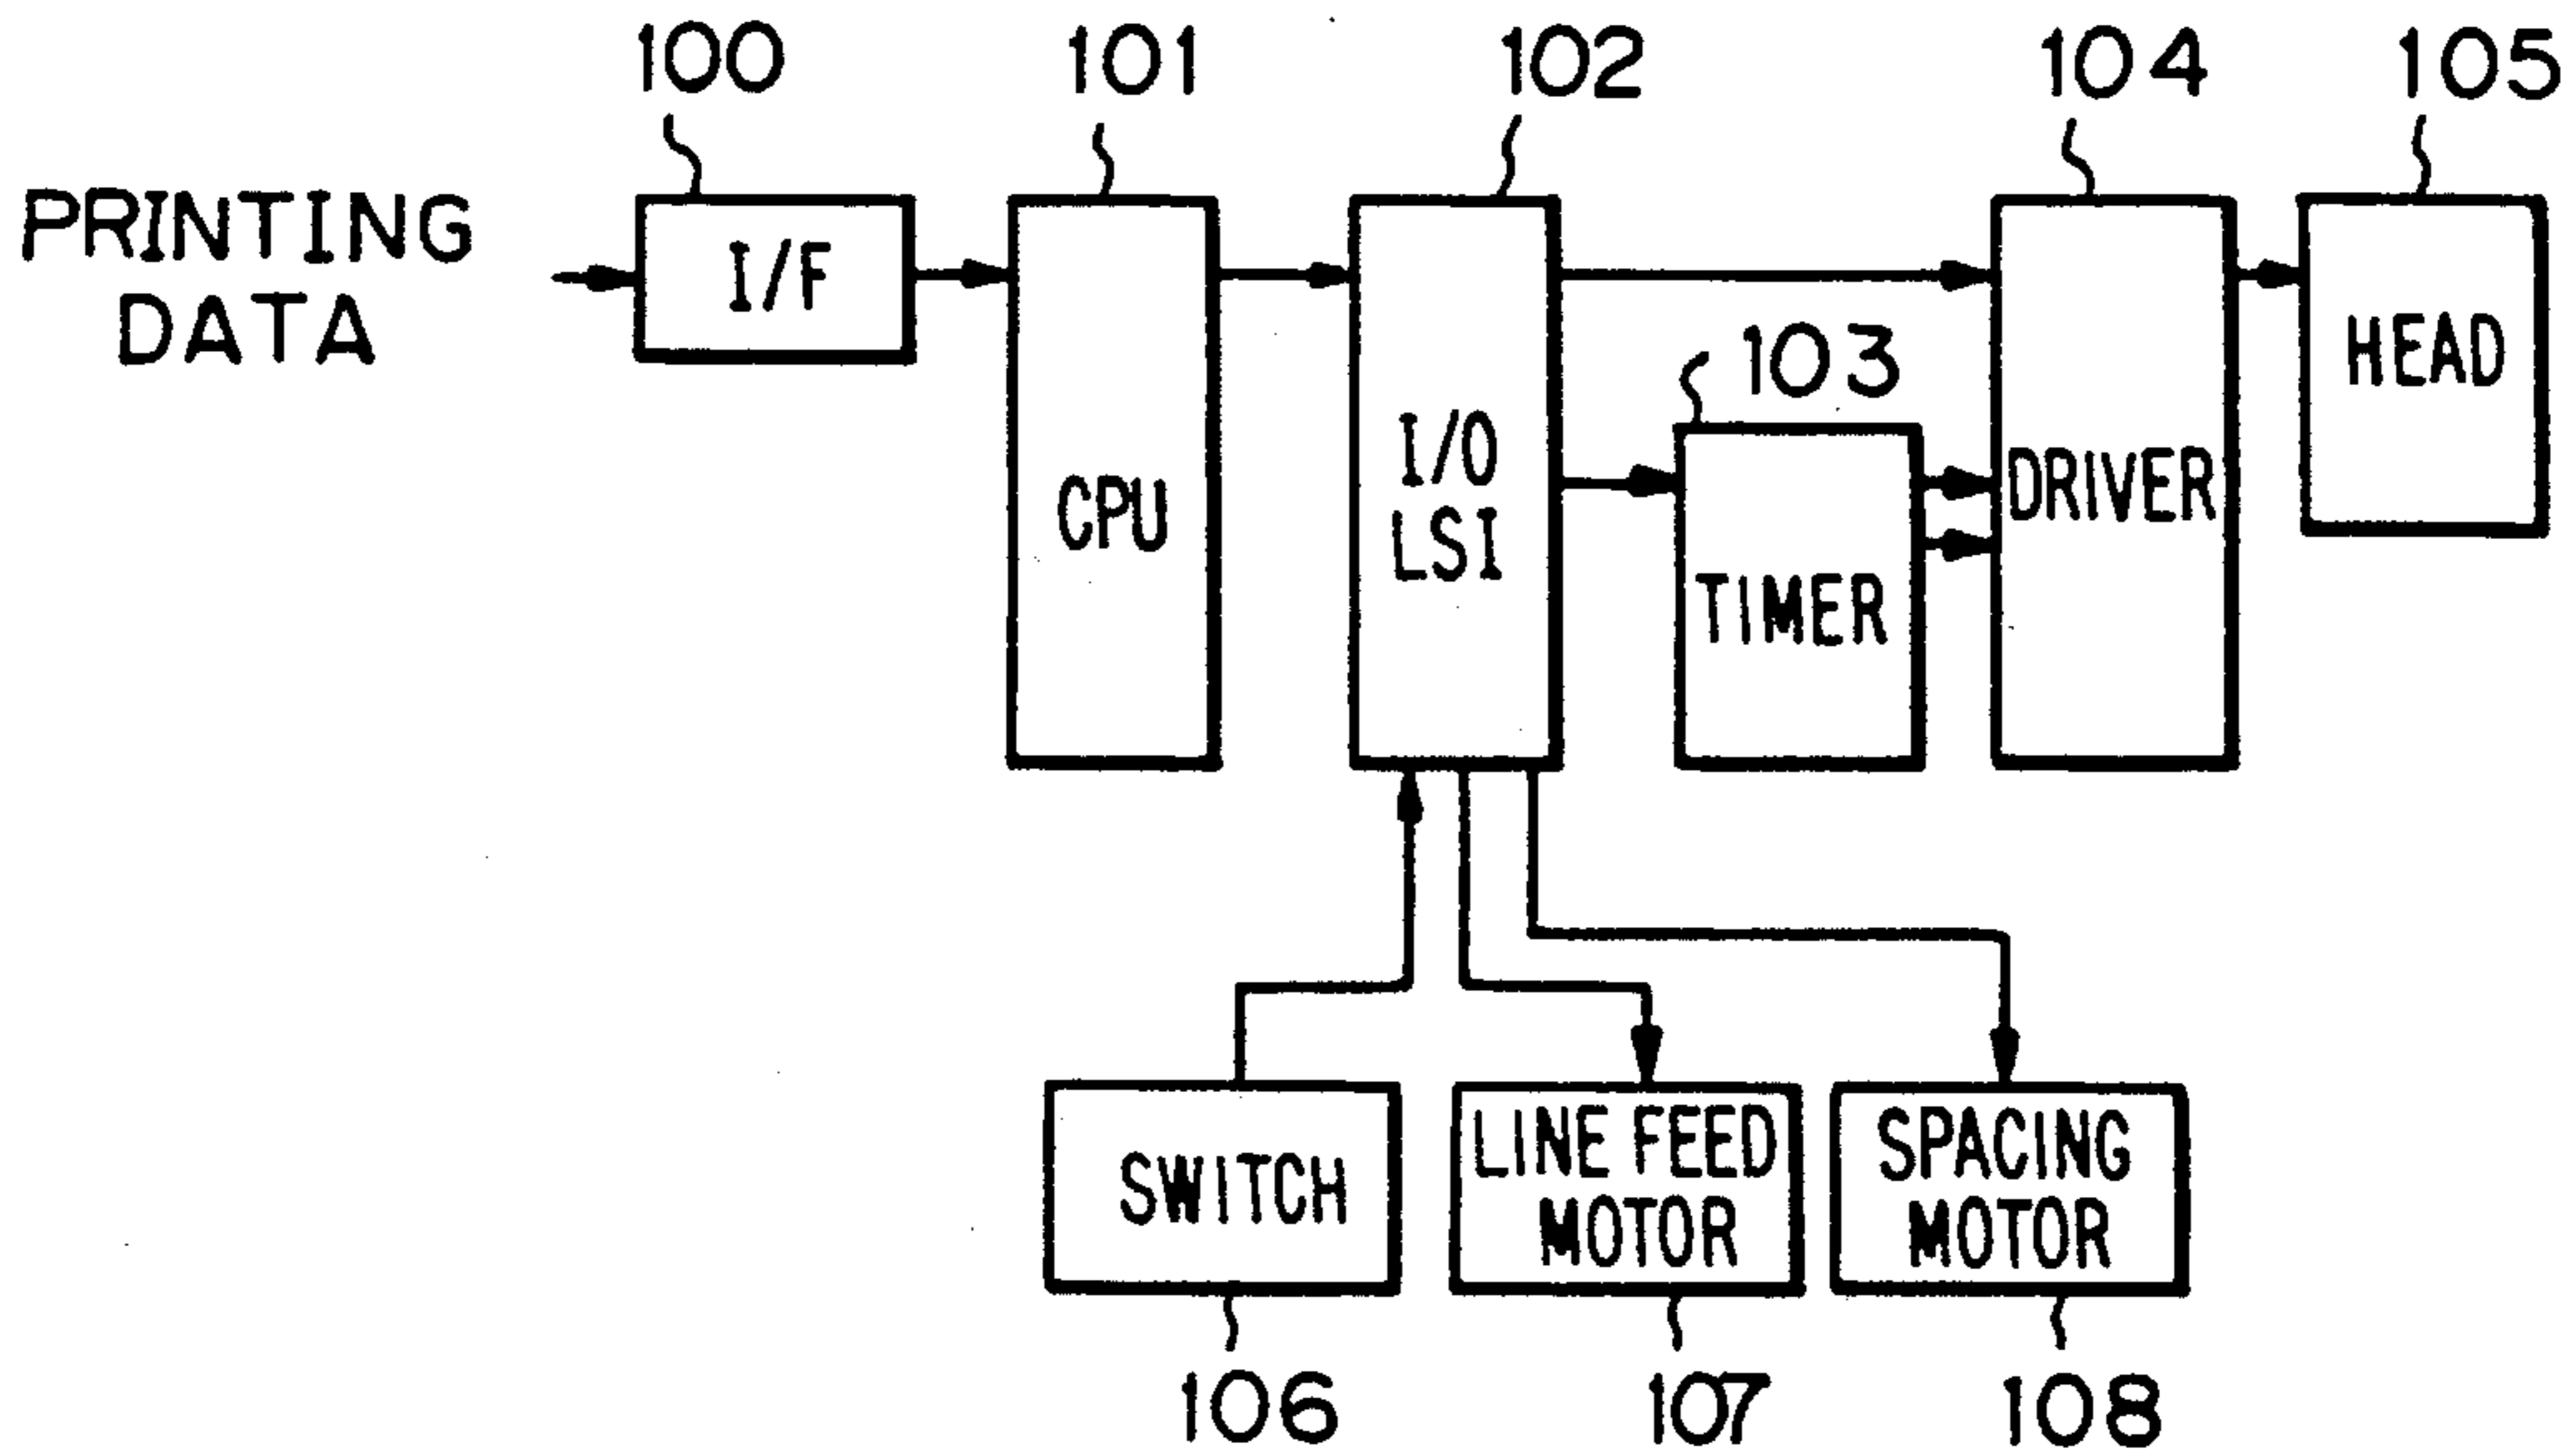 100
101
102
104
105
PRINTING
DATA
I/F
CPU
I/O
LSI
103
TIMER
DRIVER
HEAD
SWITCH
LINE FEED
MOTOR
SPACING
MOTOR
106
107
108